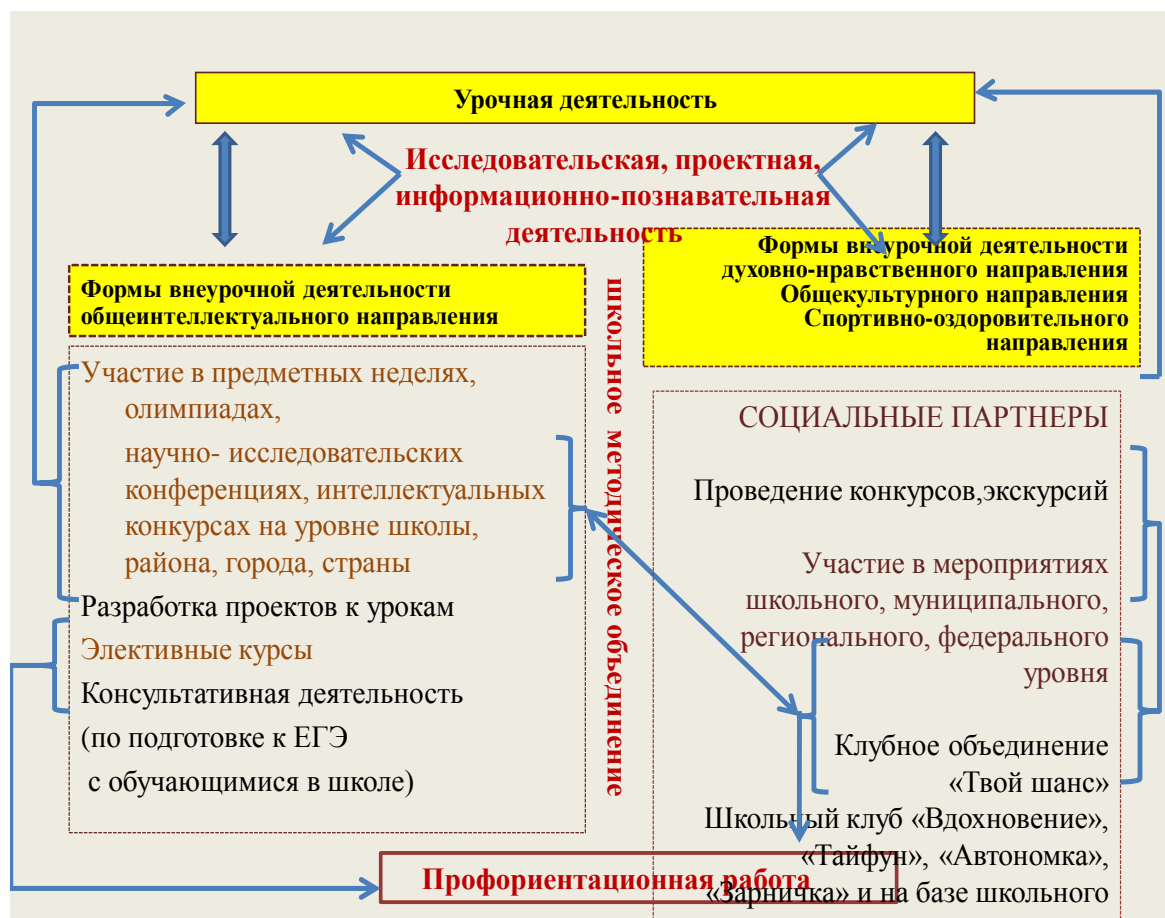 Урочная деятельность
Исследовательская, проектная,
информационно-познавательная
деятельность
Формы внеурочной деятельности
общеинтеллектуального направления
Формы внеурочной деятельности
духовно-нравственного направления
Общекультурного направления
Спортивно-оздоровительного
направления
школьное методическое объединение
Участие в предметных неделях,
олимпиадах,
научно- исследовательских
конференциях, интеллектуальных
конкурсах на уровне школы,
района, города, страны
Разработка проектов к урокам
Элективные курсы
Консультативная деятельность
(по подготовке к ЕГЭ
с обучающимися в школе)
СОЦИАЛЬНЫЕ ПАРТНЕРЫ
Проведение конкурсов,экскурсий
Участие в мероприятиях
школьного, муниципального,
регионального, федерального
уровня
Клубное объединение
«Твой шанс»
Школьный клуб «Вдохновение»,
«Тайфун», «Автономка»,
«Зарничка» и на базе школьного
Профориентационная работа